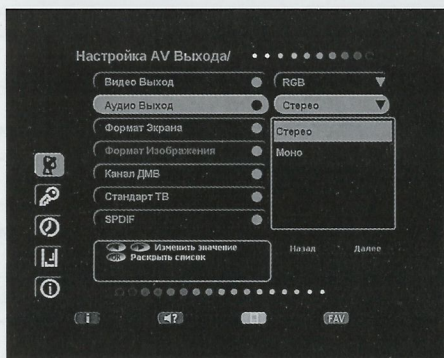 Настройка AV Выхода/
Видео Выход
RGB
Аудио Выход
Стерео
Формат Экрана
Стерео
Формат Изображения
Моно
Канал ДМВ
Стандарт ТВ
SPDIF
Изменить значение
OK Раскрыть список
Назад
Далее
i
?
FAV